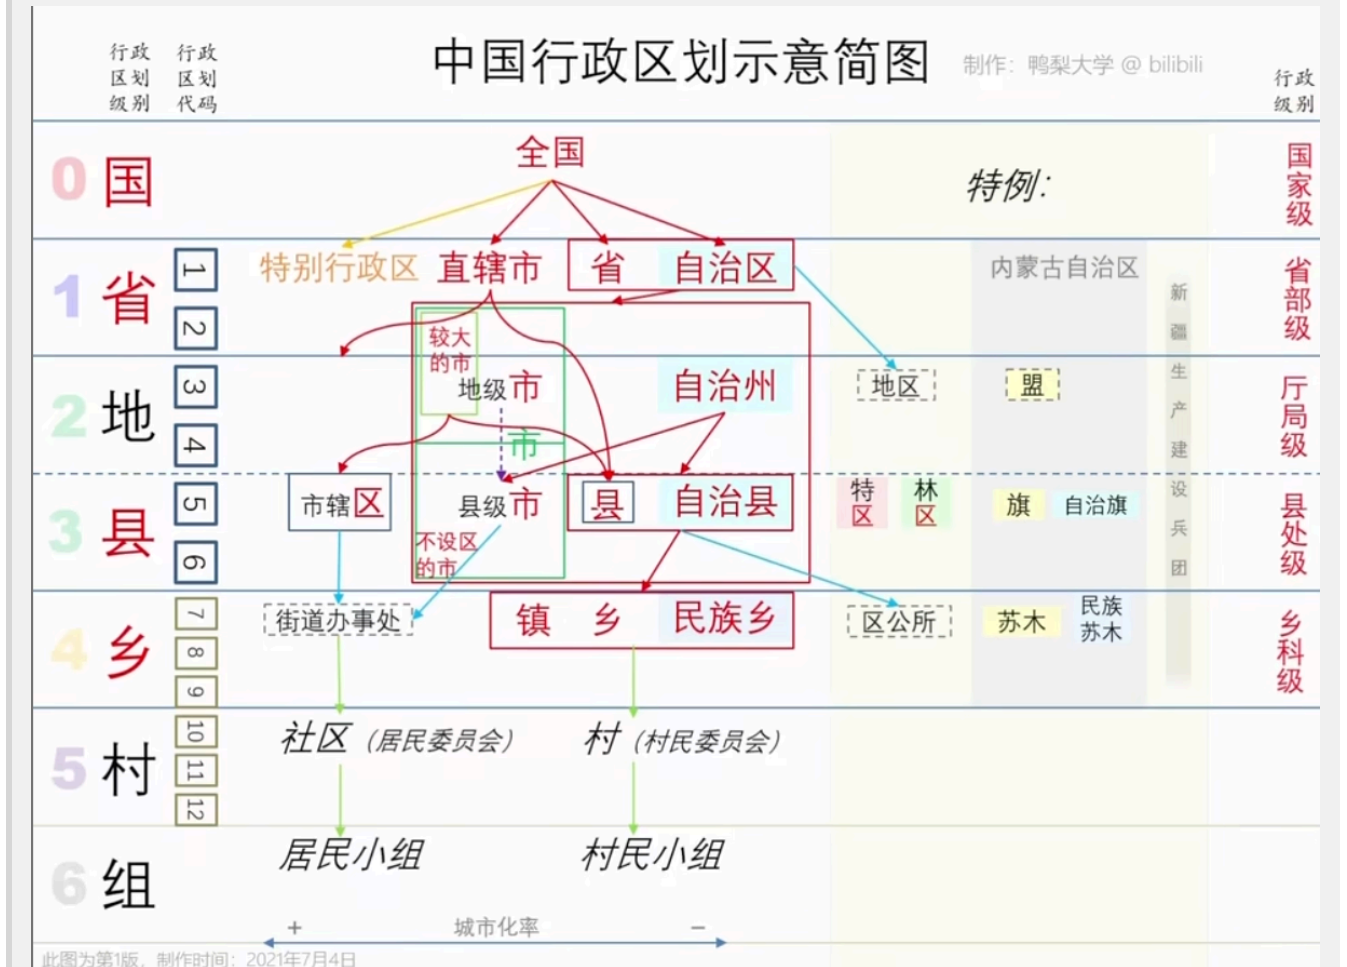 中国行政区划示意简图
制作：鸭梨大学 @ bilibili
行政
区划
级别
行政
区划
代码
行政
级别
0 国
全国
特例：
国家级
1 省
1
2
特别行政区
直辖市
省
自治区
内蒙古自治区
省部级
新疆生产建设兵团
较大
的市
2 地
3
4
地级市
自治州
地区
盟
厅局级
市
3 县
5
6
市辖区
县级市
县
自治县
特区
林区
旗
自治旗
县处级
不设区
的市
4 乡
7
8
9
街道办事处
镇
乡
民族乡
区公所
苏木
民族
苏木
乡科级
5 村
10
11
12
社区（居民委员会）
村（村民委员会）
6 组
居民小组
村民小组
+
城市化率
−
此图为第1版，制作时间：2021年7月4日